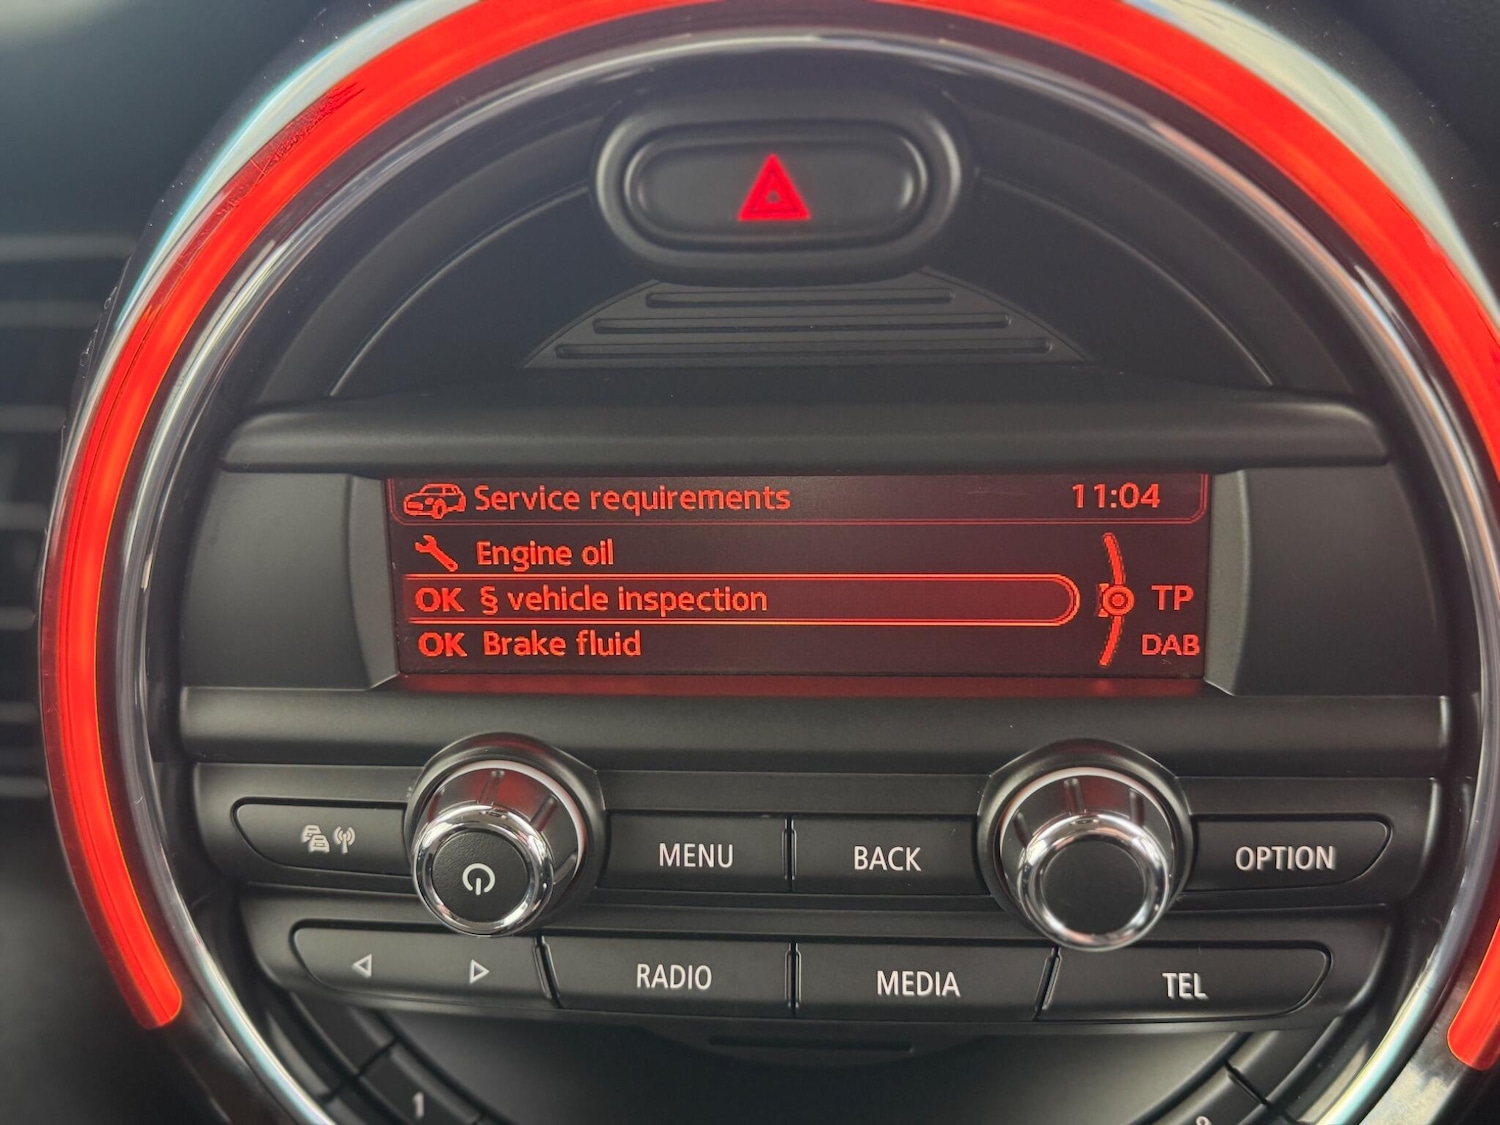 Service requirements 11:04
Engine oil
OK § vehicle inspection TP
OK Brake fluid DAB
MENU BACK OPTION
RADIO MEDIA TEL
1